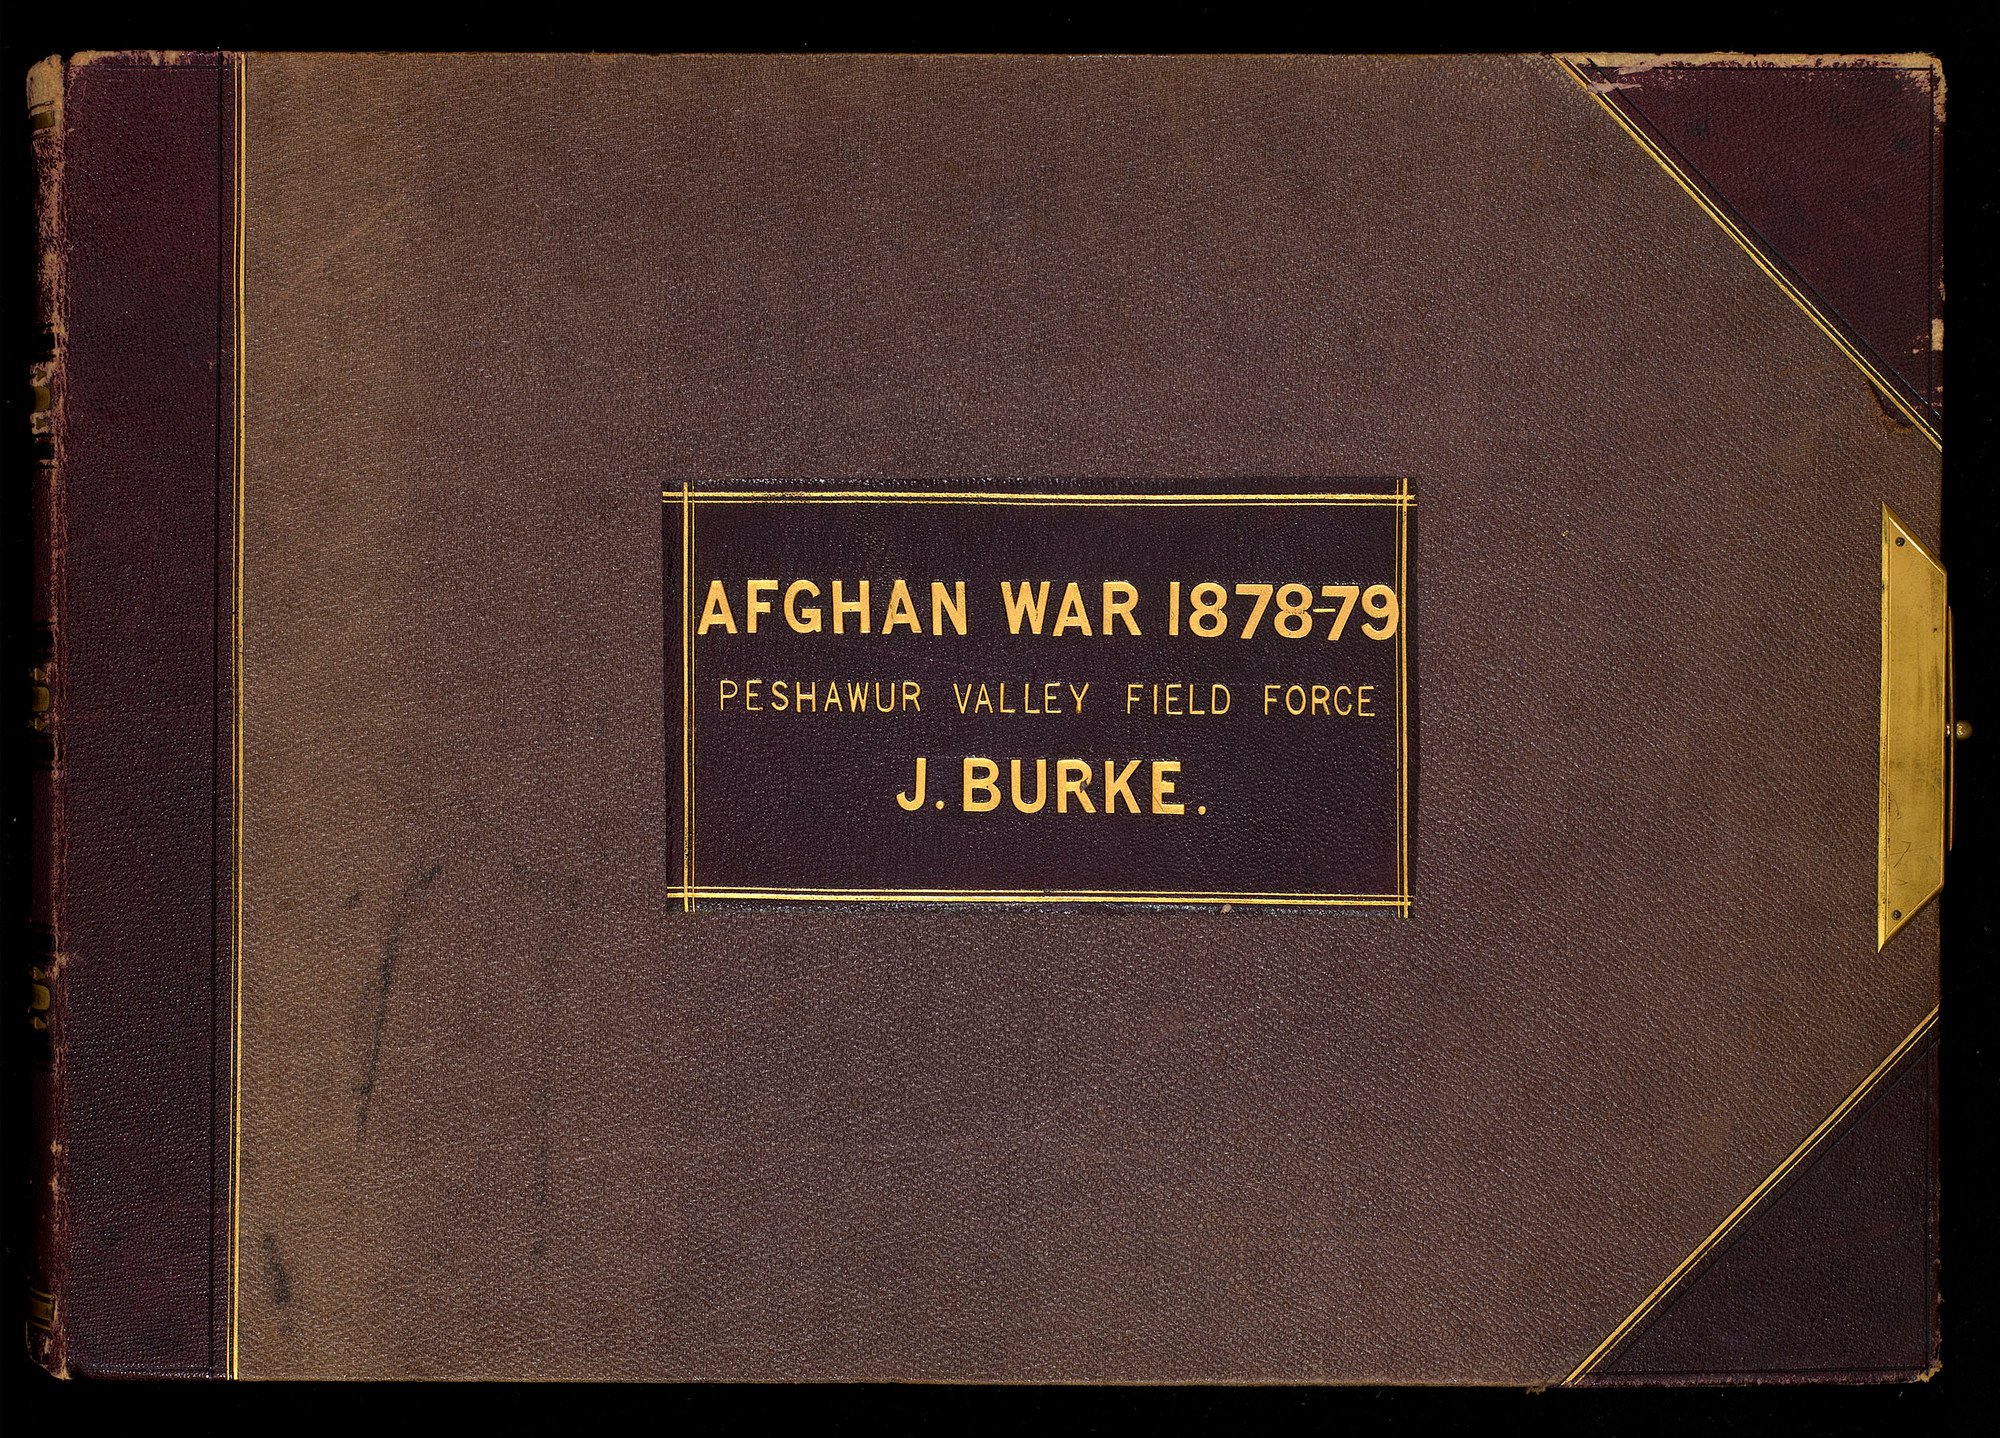 AFGHAN WAR 1878-79
PESHAWUR VALLEY FIELD FORCE
J. BURKE.